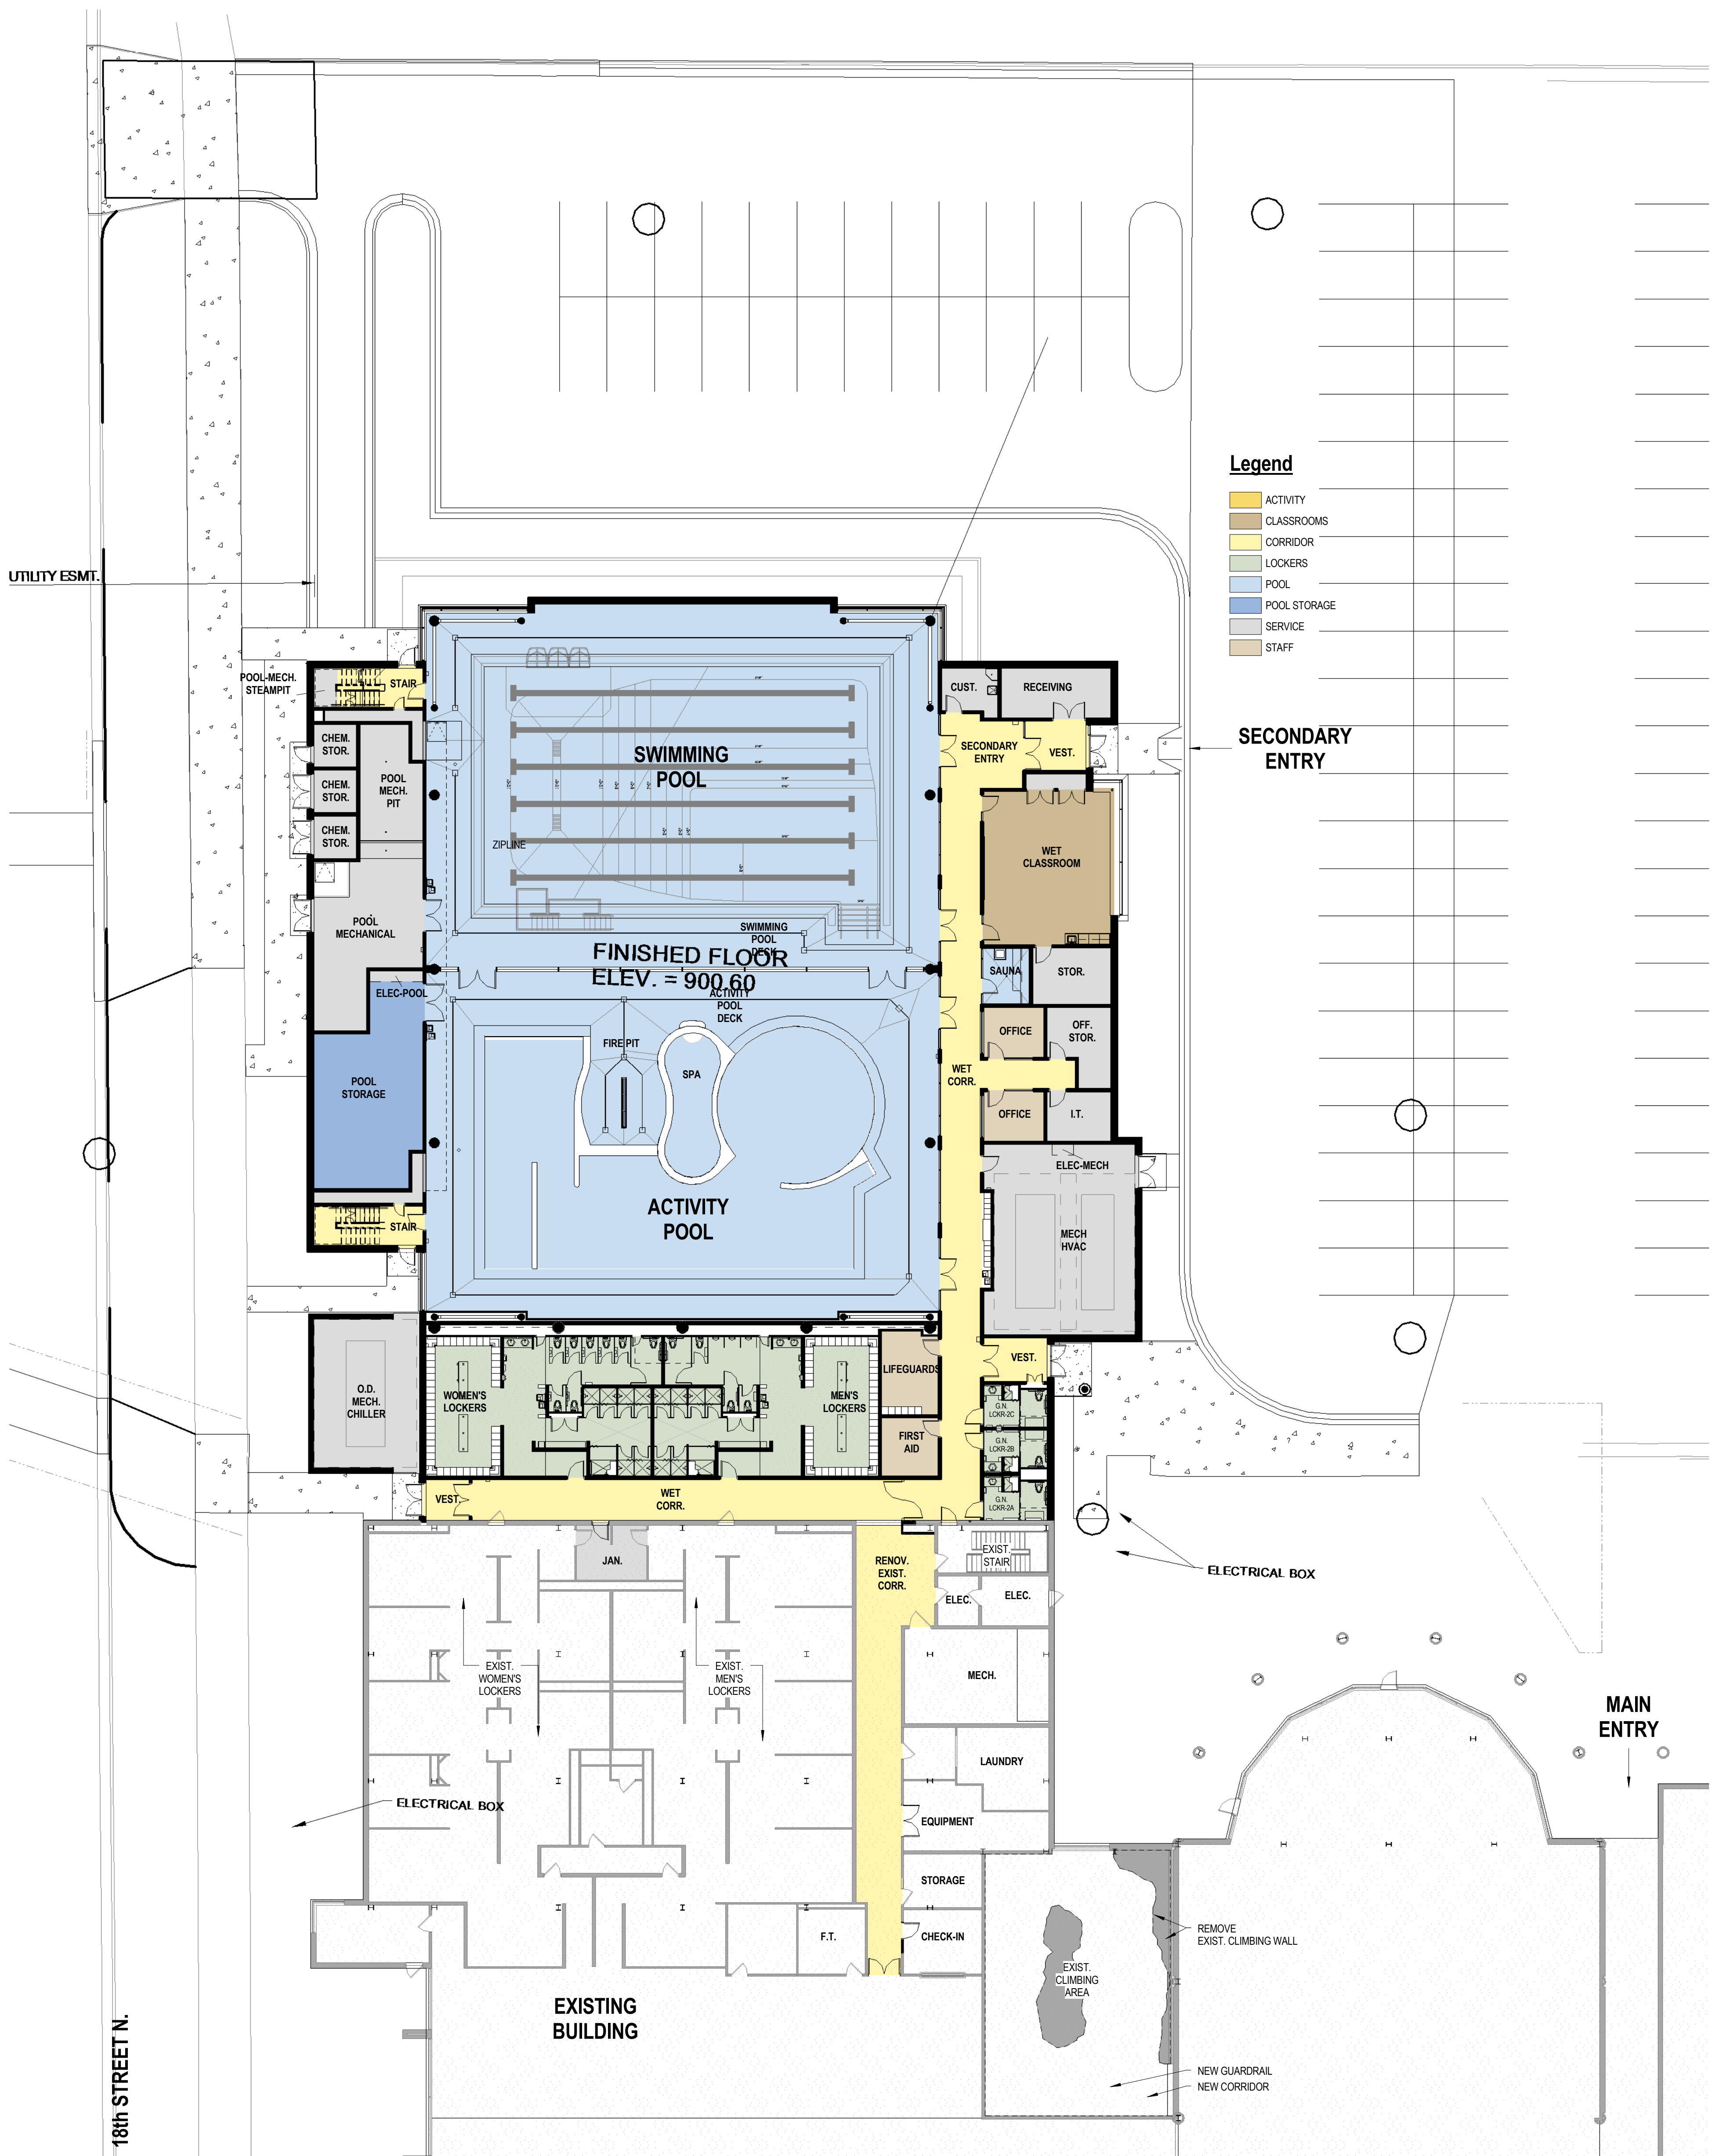 Legend
ACTIVITY
CLASSROOMS
CORRIDOR
LOCKERS
POOL
POOL STORAGE
SERVICE
STAFF
UTILITY ESMT.
POOL-MECH.
STEAMPIT
STAIR
CUST.
RECEIVING
CHEM.
STOR.
CHEM.
STOR.
CHEM.
STOR.
POOL
MECH.
PIT
SWIMMING
POOL
ZIPLINE
SECONDARY
ENTRY
VEST.
SECONDARY
ENTRY
WET
CLASSROOM
POOL
MECHANICAL
SWIMMING
POOL
DECK
FINISHED FLOOR
ELEV. = 900.60
ACTIVITY
POOL
DECK
ELEC-POOL
SAUNA
STOR.
OFFICE
OFF.
STOR.
FIRE PIT
SPA
WET
CORR.
POOL
STORAGE
OFFICE
I.T.
ELEC-MECH
STAIR
ACTIVITY
POOL
MECH
HVAC
O.D.
MECH.
CHILLER
WOMEN'S
LOCKERS
MEN'S
LOCKERS
LIFEGUARDS
FIRST
AID
VEST.
G.N.
LCKR-2C
G.N.
LCKR-2B
G.N.
LCKR-2A
VEST.
WET
CORR.
JAN.
RENOV.
EXIST.
CORR.
EXIST.
STAIR
ELEC.
ELEC.
ELECTRICAL BOX
EXIST.
WOMEN'S
LOCKERS
EXIST.
MEN'S
LOCKERS
MECH.
MAIN
ENTRY
LAUNDRY
ELECTRICAL BOX
EQUIPMENT
STORAGE
F.T.
CHECK-IN
REMOVE
EXIST. CLIMBING WALL
EXIST.
CLIMBING
AREA
EXISTING
BUILDING
NEW GUARDRAIL
NEW CORRIDOR
18th STREET N.